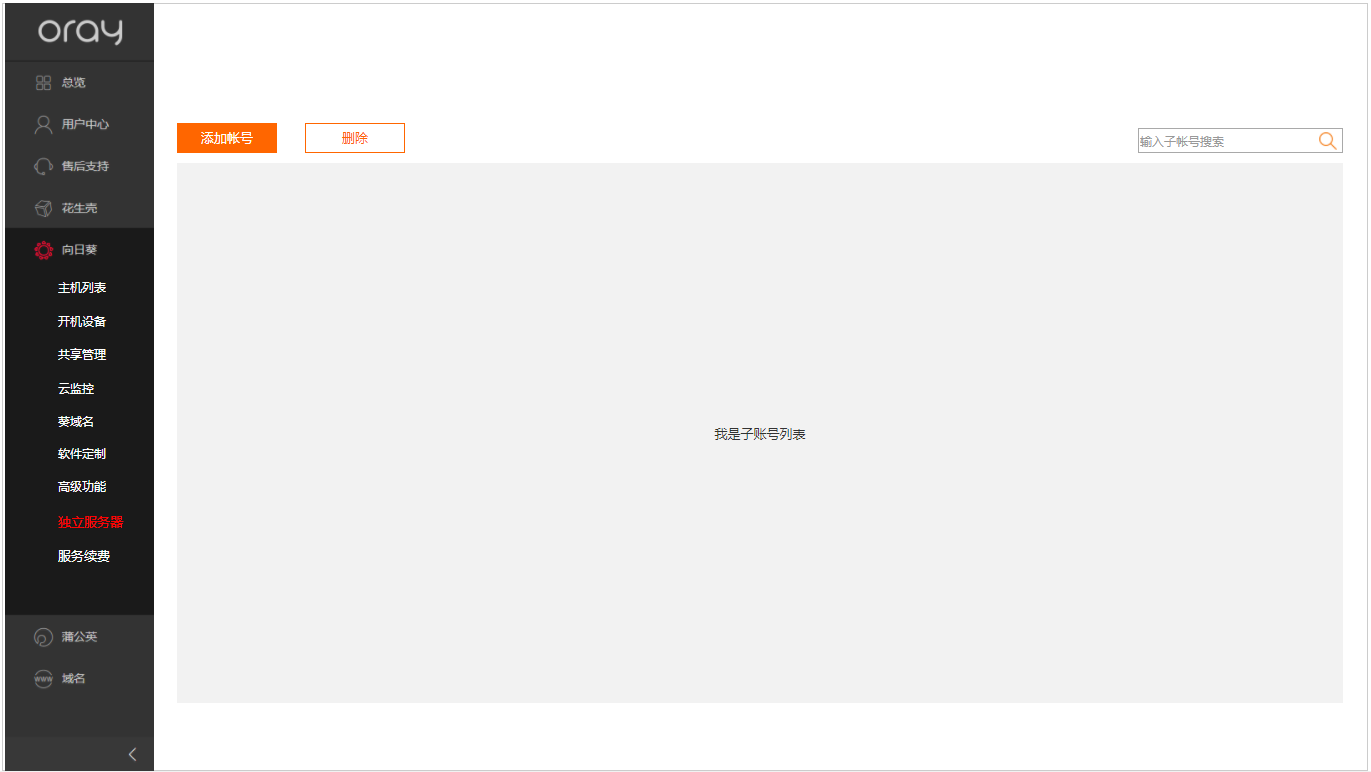 oray
总览
用户中心
售后支持
花生壳
向日葵
主机列表
开机设备
共享管理
云监控
葵域名
软件定制
高级功能
独立服务器
服务续费
蒲公英
www 域名
添加帐号 删除
输入子帐号搜索
我是子账号列表